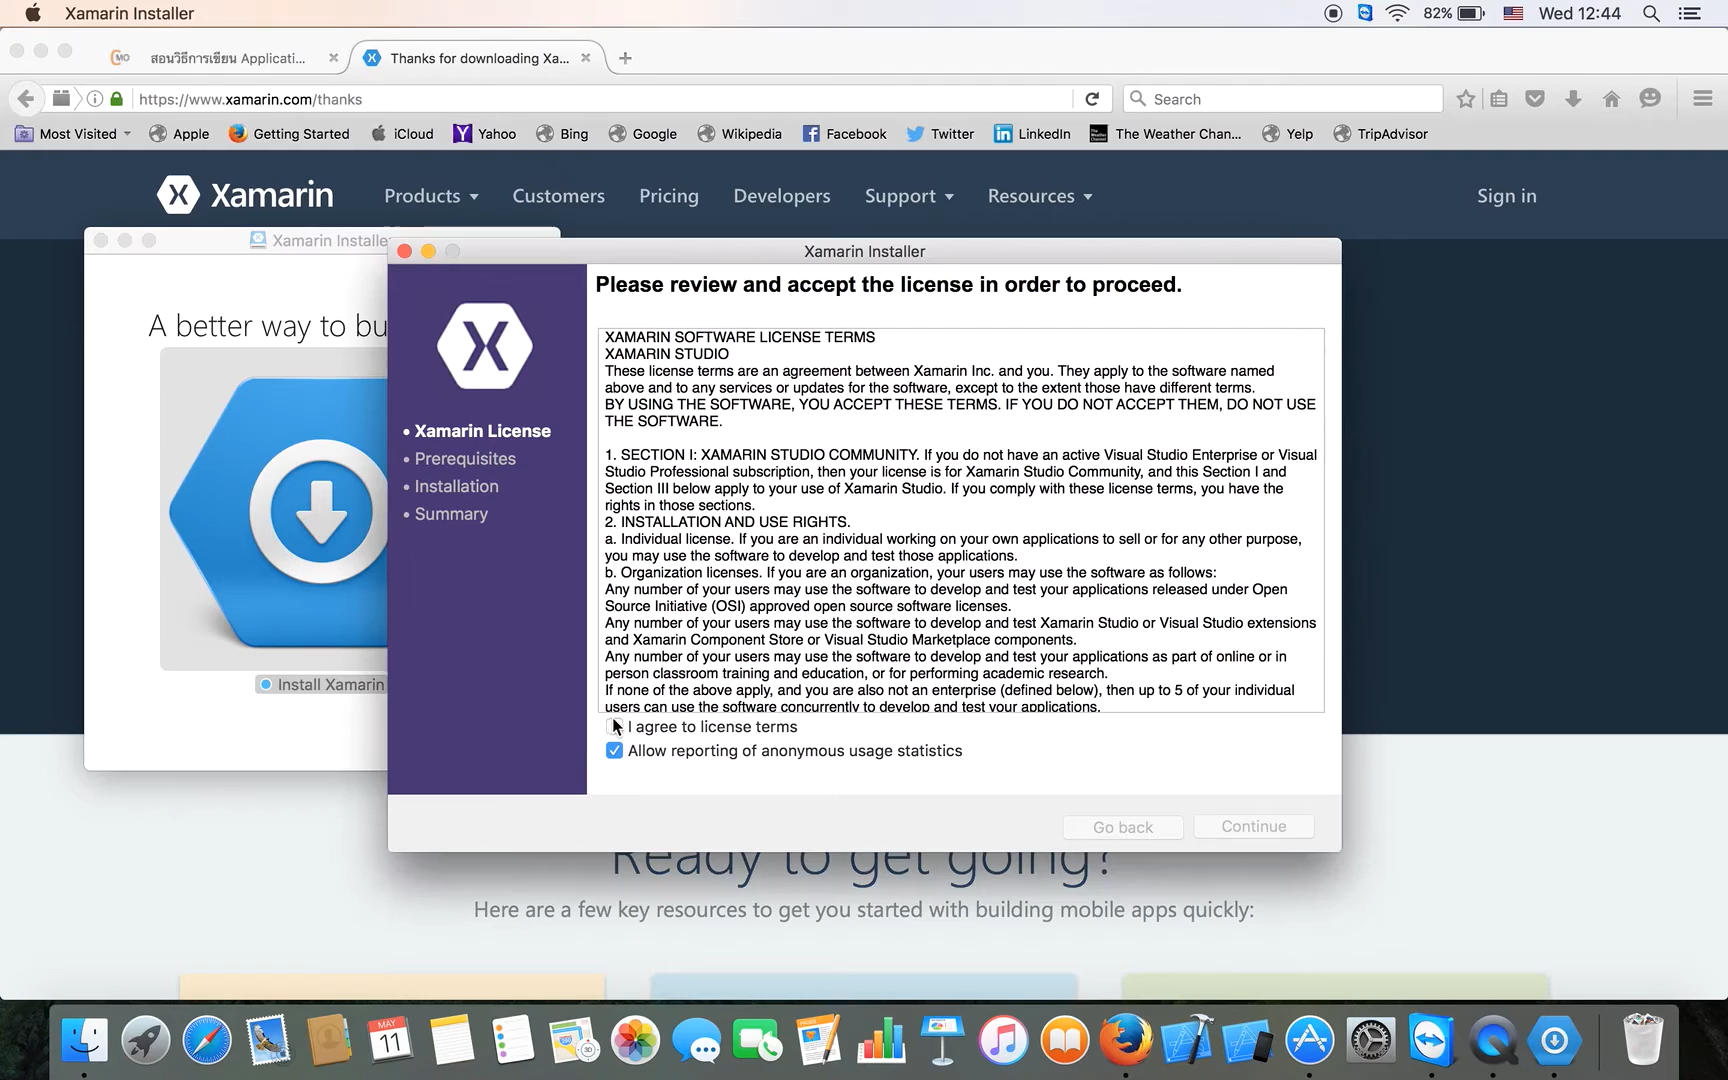 Xamarin Installer
82%
Wed 12:44
CMO
สอนวิธีการเขียน Applicati...
Thanks for downloading Xa...
https://www.xamarin.com/thanks
Search
Most Visited
Apple
Getting Started
iCloud
Yahoo
Bing
Google
Wikipedia
Facebook
Twitter
LinkedIn
The Weather Chan...
Yelp
TripAdvisor
Xamarin
Products
Customers
Pricing
Developers
Support
Resources
Sign in
Xamarin Installe
A better way to bu
Install Xamarin
Xamarin Installer
• Xamarin License
• Prerequisites
• Installation
• Summary
Please review and accept the license in order to proceed.
XAMARIN SOFTWARE LICENSE TERMS
XAMARIN STUDIO
These license terms are an agreement between Xamarin Inc. and you. They apply to the software named
above and to any services or updates for the software, except to the extent those have different terms.
BY USING THE SOFTWARE, YOU ACCEPT THESE TERMS. IF YOU DO NOT ACCEPT THEM, DO NOT USE
THE SOFTWARE.
1. SECTION I: XAMARIN STUDIO COMMUNITY. If you do not have an active Visual Studio Enterprise or Visual
Studio Professional subscription, then your license is for Xamarin Studio Community, and this Section I and
Section III below apply to your use of Xamarin Studio. If you comply with these license terms, you have the
rights in those sections.
2. INSTALLATION AND USE RIGHTS.
a. Individual license. If you are an individual working on your own applications to sell or for any other purpose,
you may use the software to develop and test those applications.
b. Organization licenses. If you are an organization, your users may use the software as follows:
Any number of your users may use the software to develop and test your applications released under Open
Source Initiative (OSI) approved open source software licenses.
Any number of your users may use the software to develop and test Xamarin Studio or Visual Studio extensions
and Xamarin Component Store or Visual Studio Marketplace components.
Any number of your users may use the software to develop and test your applications as part of online or in
person classroom training and education, or for performing academic research.
If none of the above apply, and you are also not an enterprise (defined below), then up to 5 of your individual
users can use the software concurrently to develop and test your applications.
I agree to license terms
Allow reporting of anonymous usage statistics
Go back
Continue
Ready to get going?
Here are a few key resources to get you started with building mobile apps quickly:
MAY
11